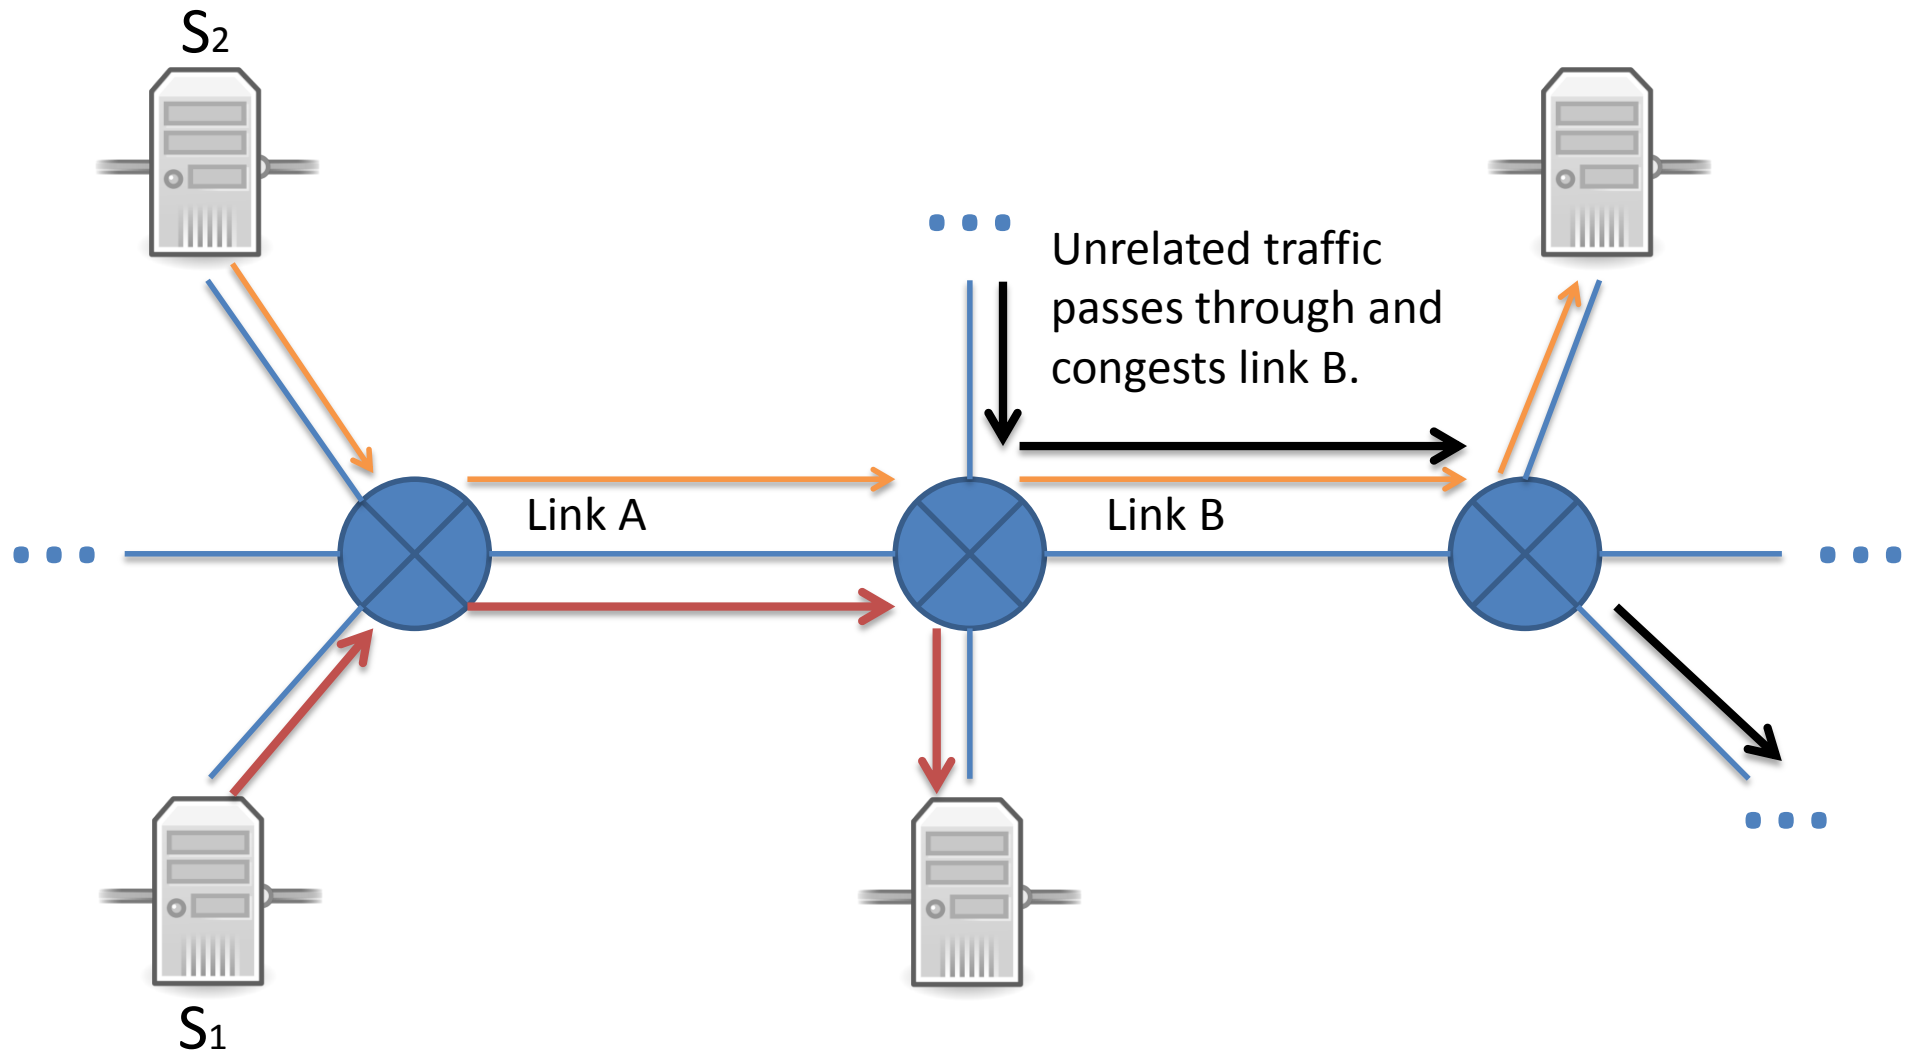 S2
Unrelated traffic
passes through and
congests link B.
Link A
Link B
S1